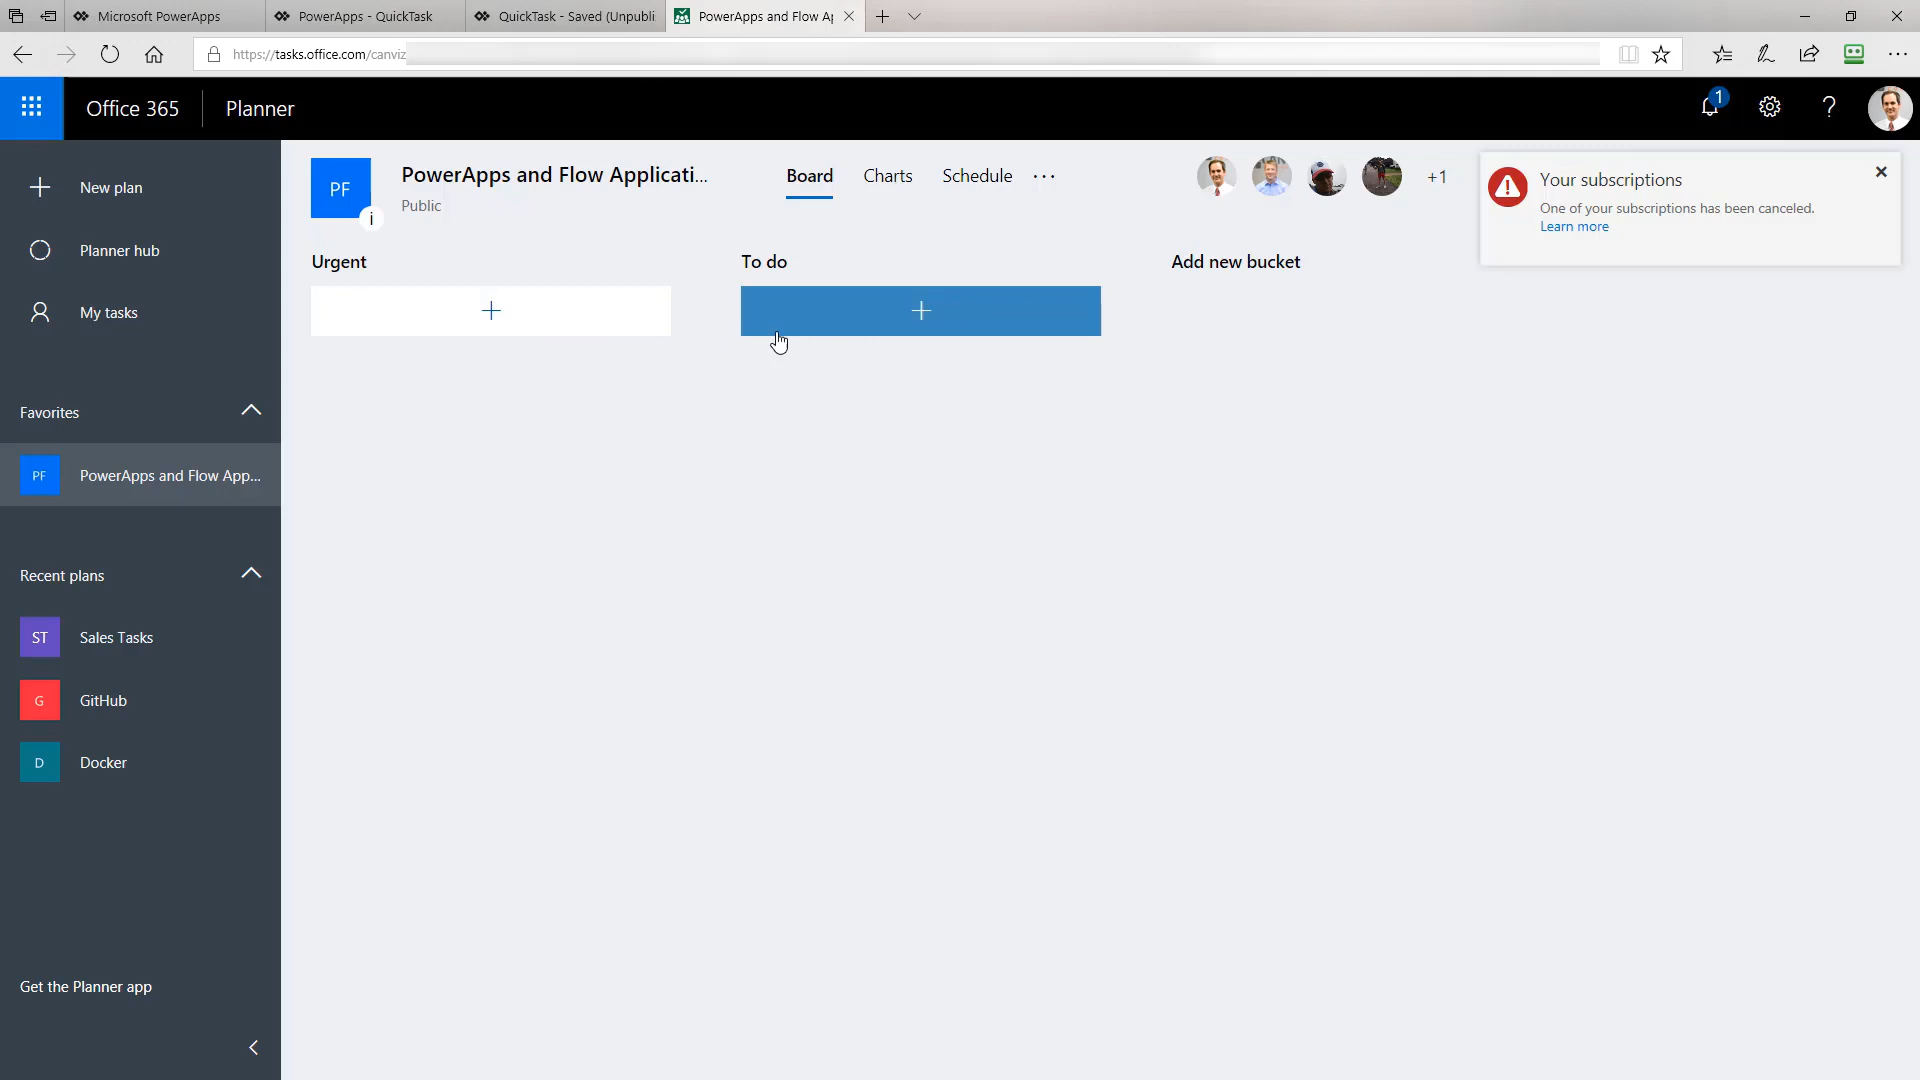 Microsoft PowerApps
PowerApps - QuickTask
QuickTask - Saved (Unpubli
PowerApps and Flow Ap
https://tasks.office.com/canviz
Office 365
Planner
1
?
New plan
Planner hub
My tasks
Favorites
PF
PowerApps and Flow App...
Recent plans
ST
Sales Tasks
G
GitHub
D
Docker
Get the Planner app
PF
i
PowerApps and Flow Applicati...
Public
Board
Charts
Schedule
...
+1
Your subscriptions
One of your subscriptions has been canceled.
Learn more
Urgent
To do
Add new bucket